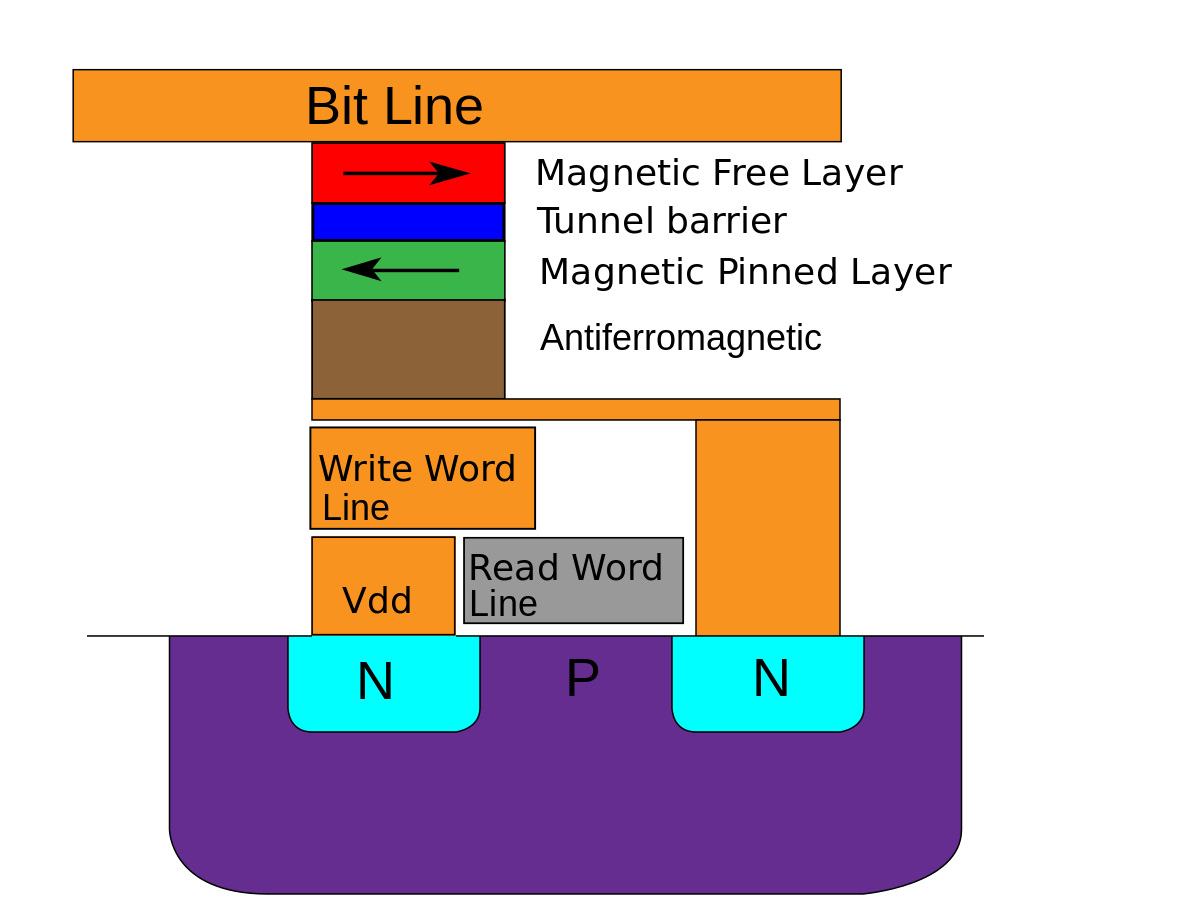 Bit Line
Magnetic Free Layer
Tunnel barrier
Magnetic Pinned Layer
Antiferromagnetic
Write Word
Line
Vdd
Read Word
Line
N
P
N